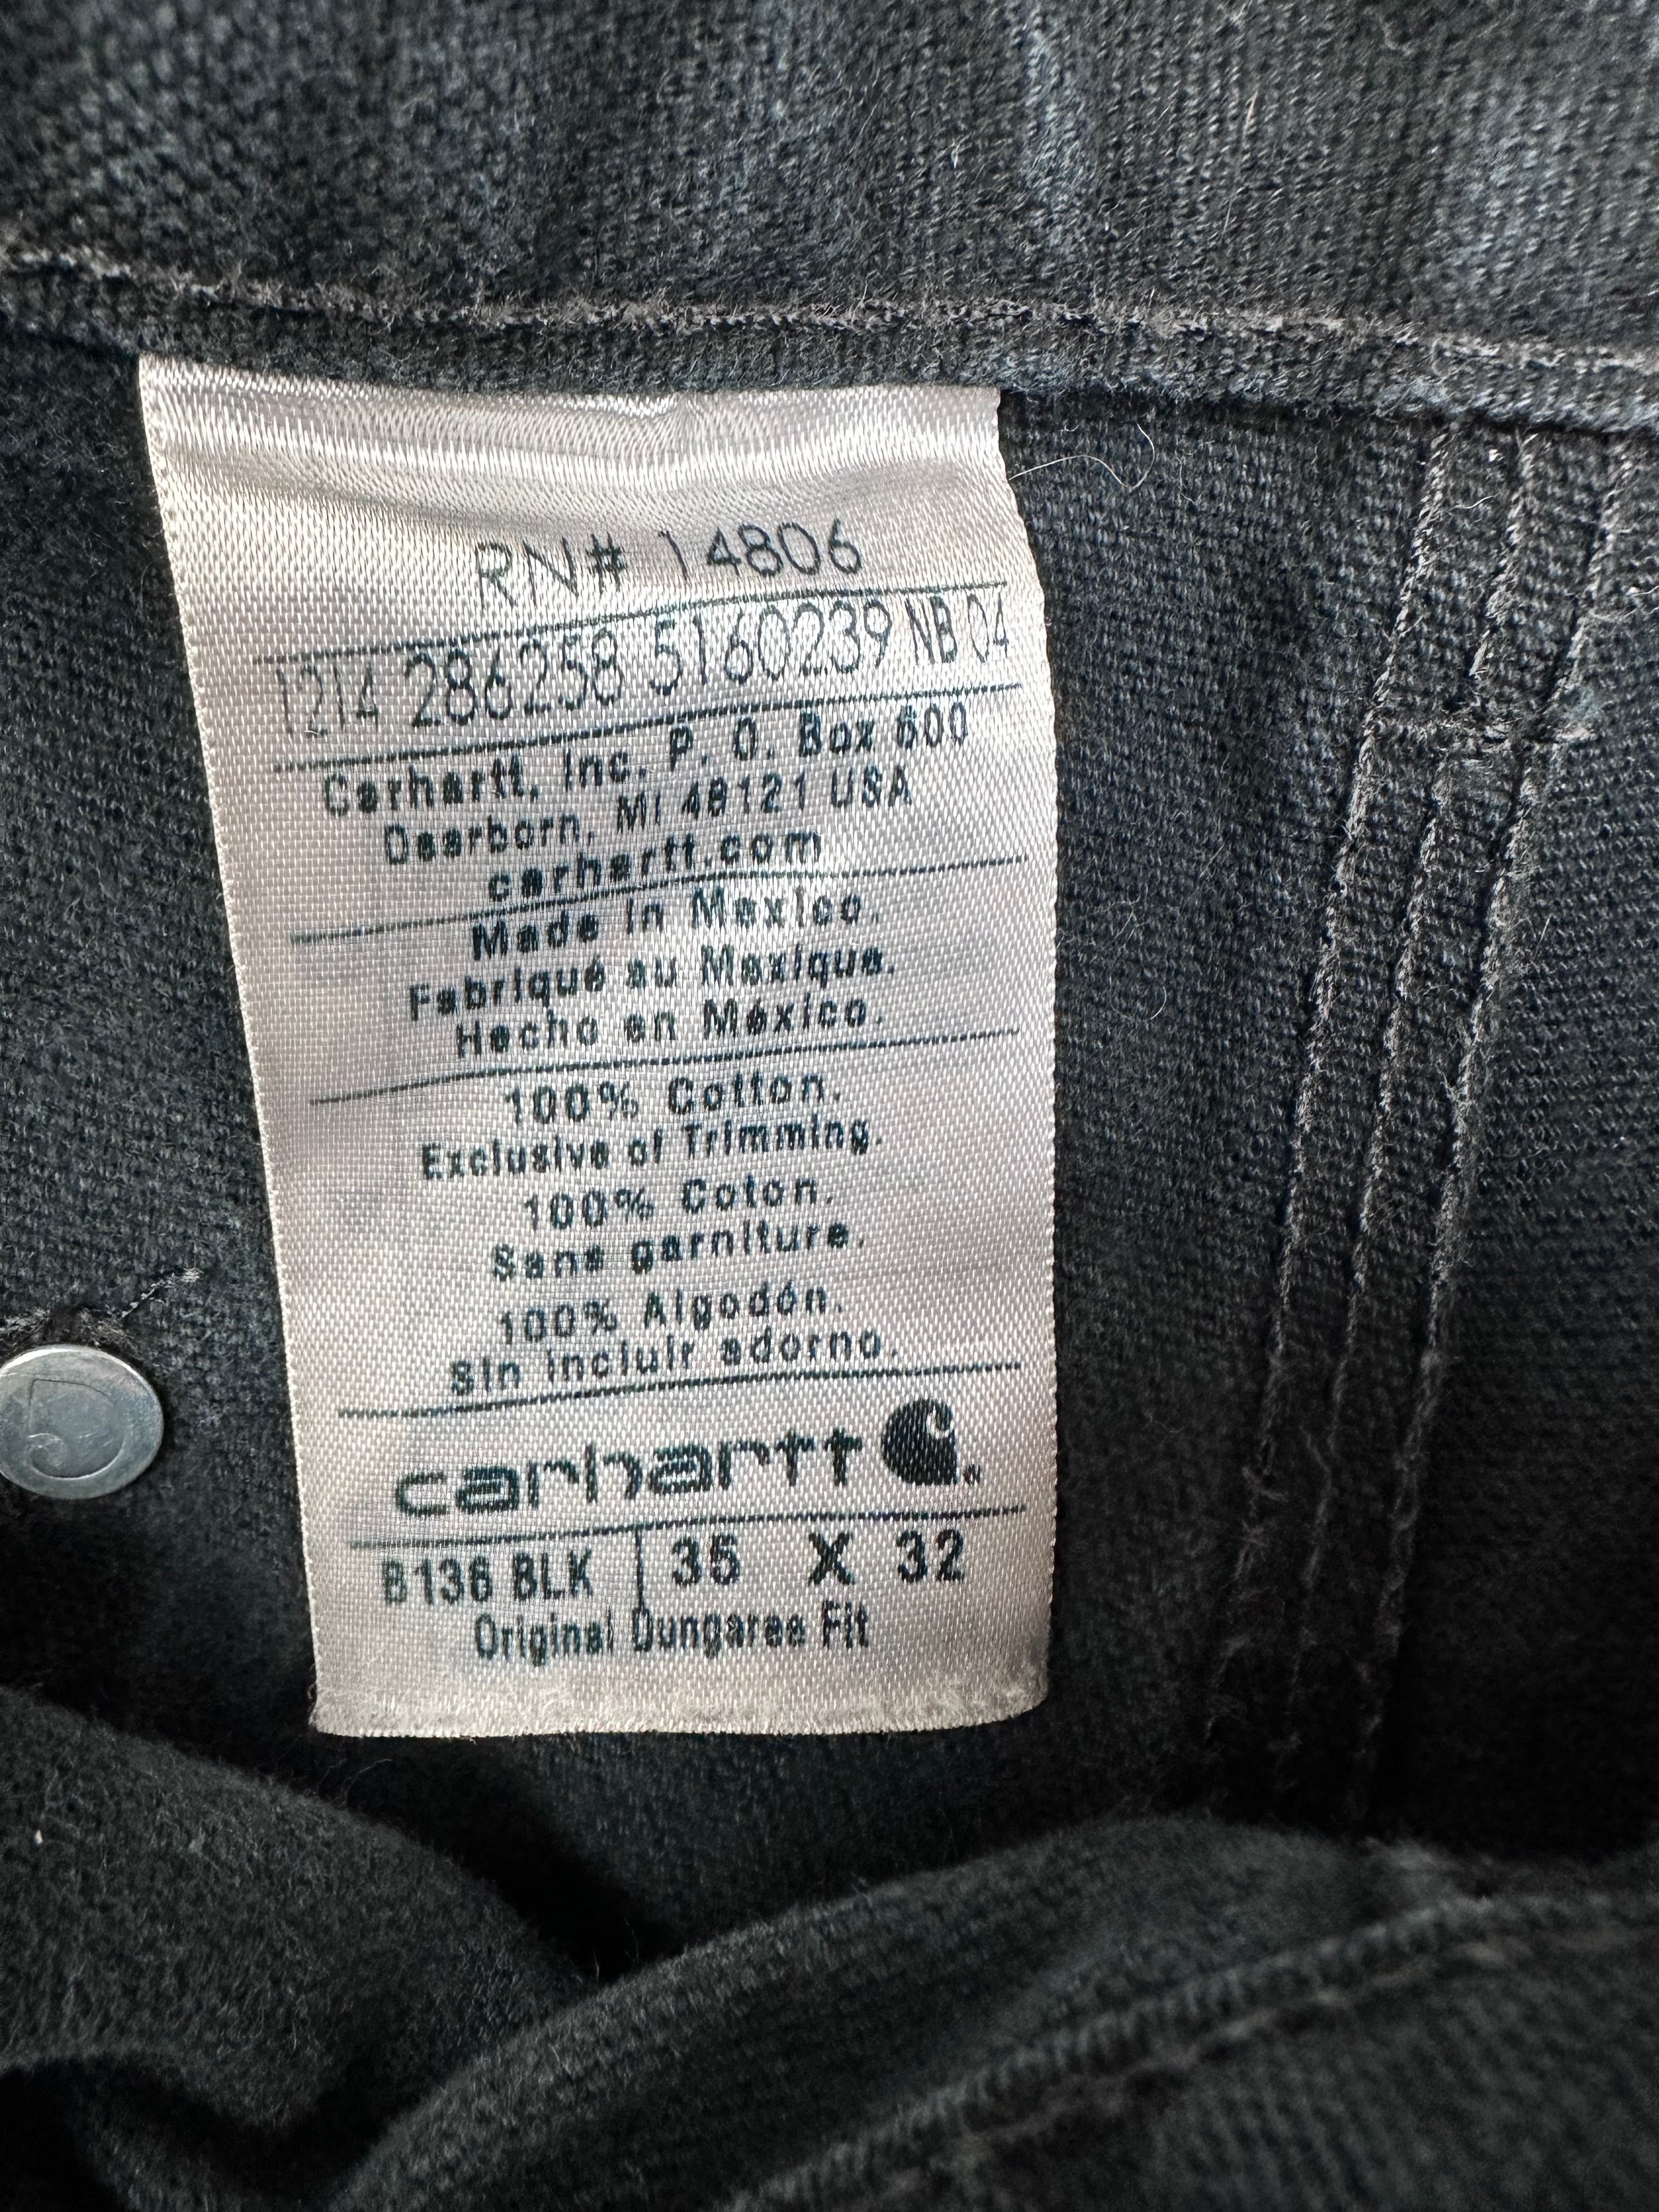 RN# 14806
1214 286258 5160239 NB 04
Carhartt, Inc. P. O. Box 600
Dearborn, MI 48121 USA
carhartt.com
Made in Mexico.
Fabriqué au Mexique.
Hecho en México.
100% Cotton.
Exclusive of Trimming.
100% Coton.
Sans garniture.
100% Algodón.
Sin incluir adorno.
carhartt
B136 BLK 35 X 32
Original Dungaree Fit